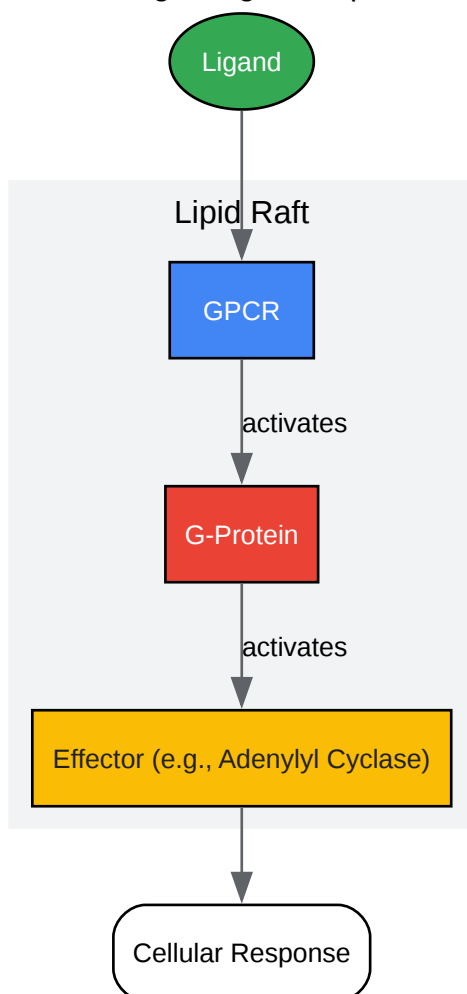 Ligand
Lipid Raft
GPCR
activates
G-Protein
activates
Effector (e.g., Adenylyl Cyclase)
Cellular Response